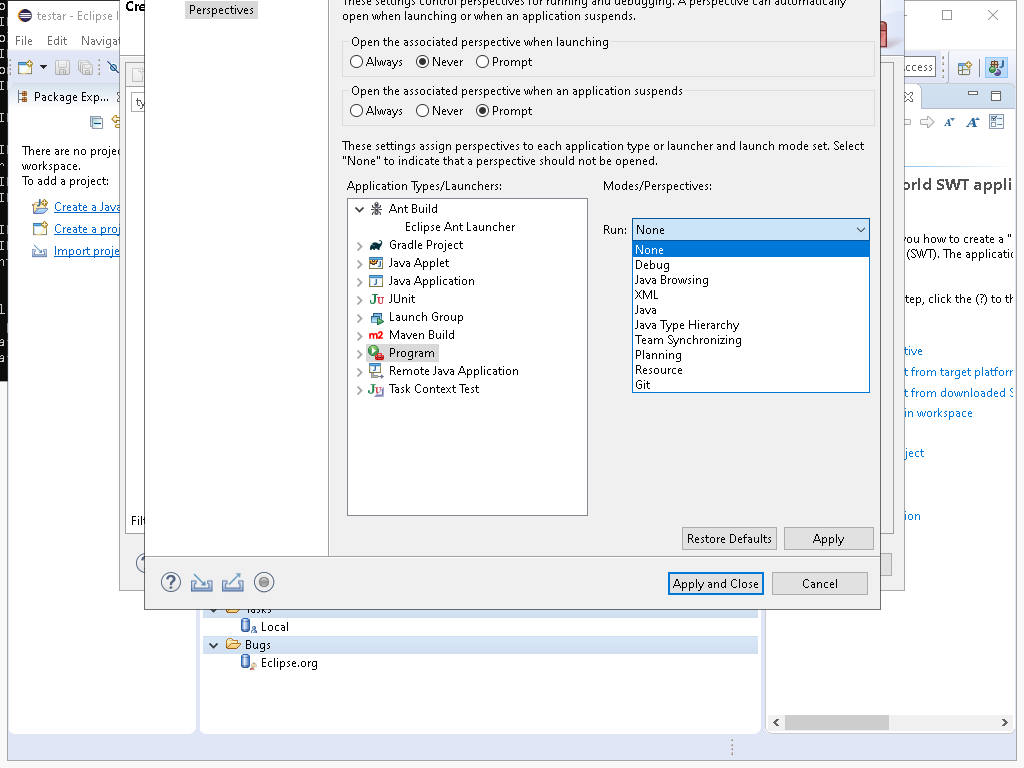 testar - Eclipse I
Cre
File Edit Navigat
ccess
Package Exp...
There are no proje
workspace.
To add a project:
Create a Java
Create a proj
Import proje
ty
Filt
Perspectives
These settings control perspectives for running and debugging. A perspective can automatically
open when launching or when an application suspends.
Open the associated perspective when launching
Always Never Prompt
Open the associated perspective when an application suspends
Always Never Prompt
These settings assign perspectives to each application type or launcher and launch mode set. Select
"None" to indicate that a perspective should not be opened.
Application Types/Launchers:
Modes/Perspectives:
Ant Build
Eclipse Ant Launcher
Gradle Project
Java Applet
Java Application
JUnit
Launch Group
Maven Build
Program
Remote Java Application
Task Context Test
Run: None
None
Debug
Java Browsing
XML
Java
Java Type Hierarchy
Team Synchronizing
Planning
Resource
Git
Restore Defaults Apply
Apply and Close Cancel
orld SWT appli
you how to create a "
(SWT). The applicatio
tep, click the (?) to th
tive
t from target platform
t from downloaded S
in workspace
ject
ion
Tasks
Local
Bugs
Eclipse.org